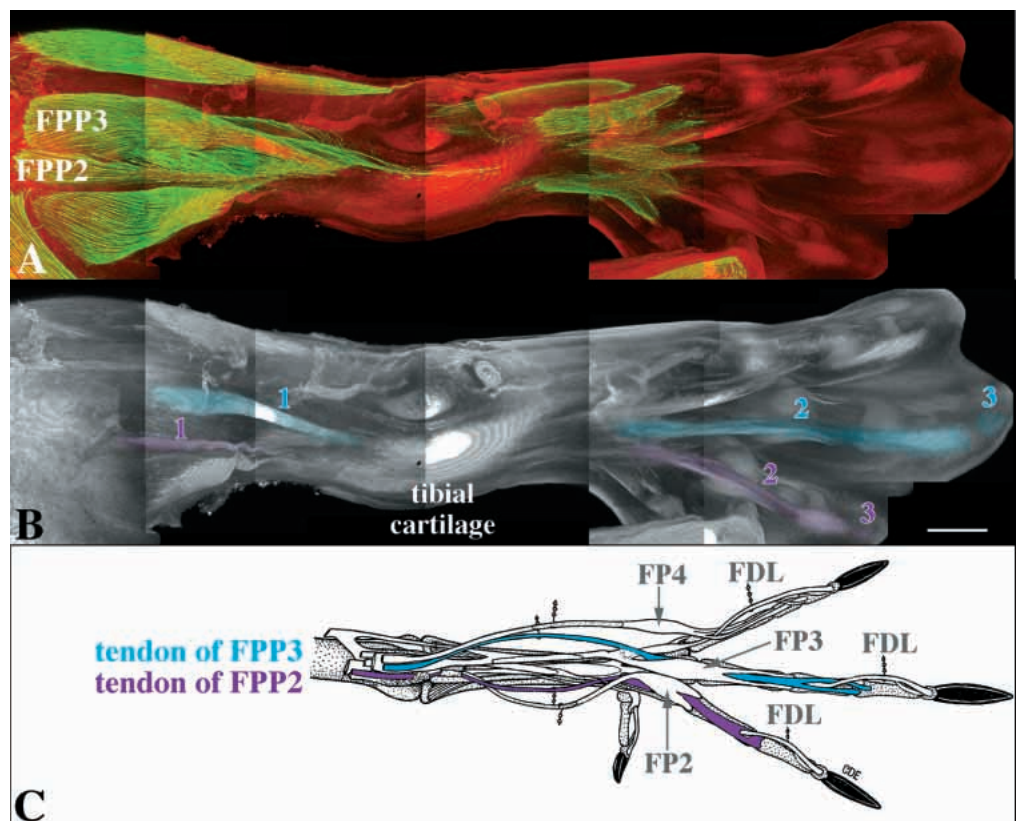 FPP3
FPP2
A
1
1
2
3
2
3
tibial
cartilage
B
FP4
FDL
tendon of FPP3
FP3
FDL
tendon of FPP2
FDL
FP2
CDE
C